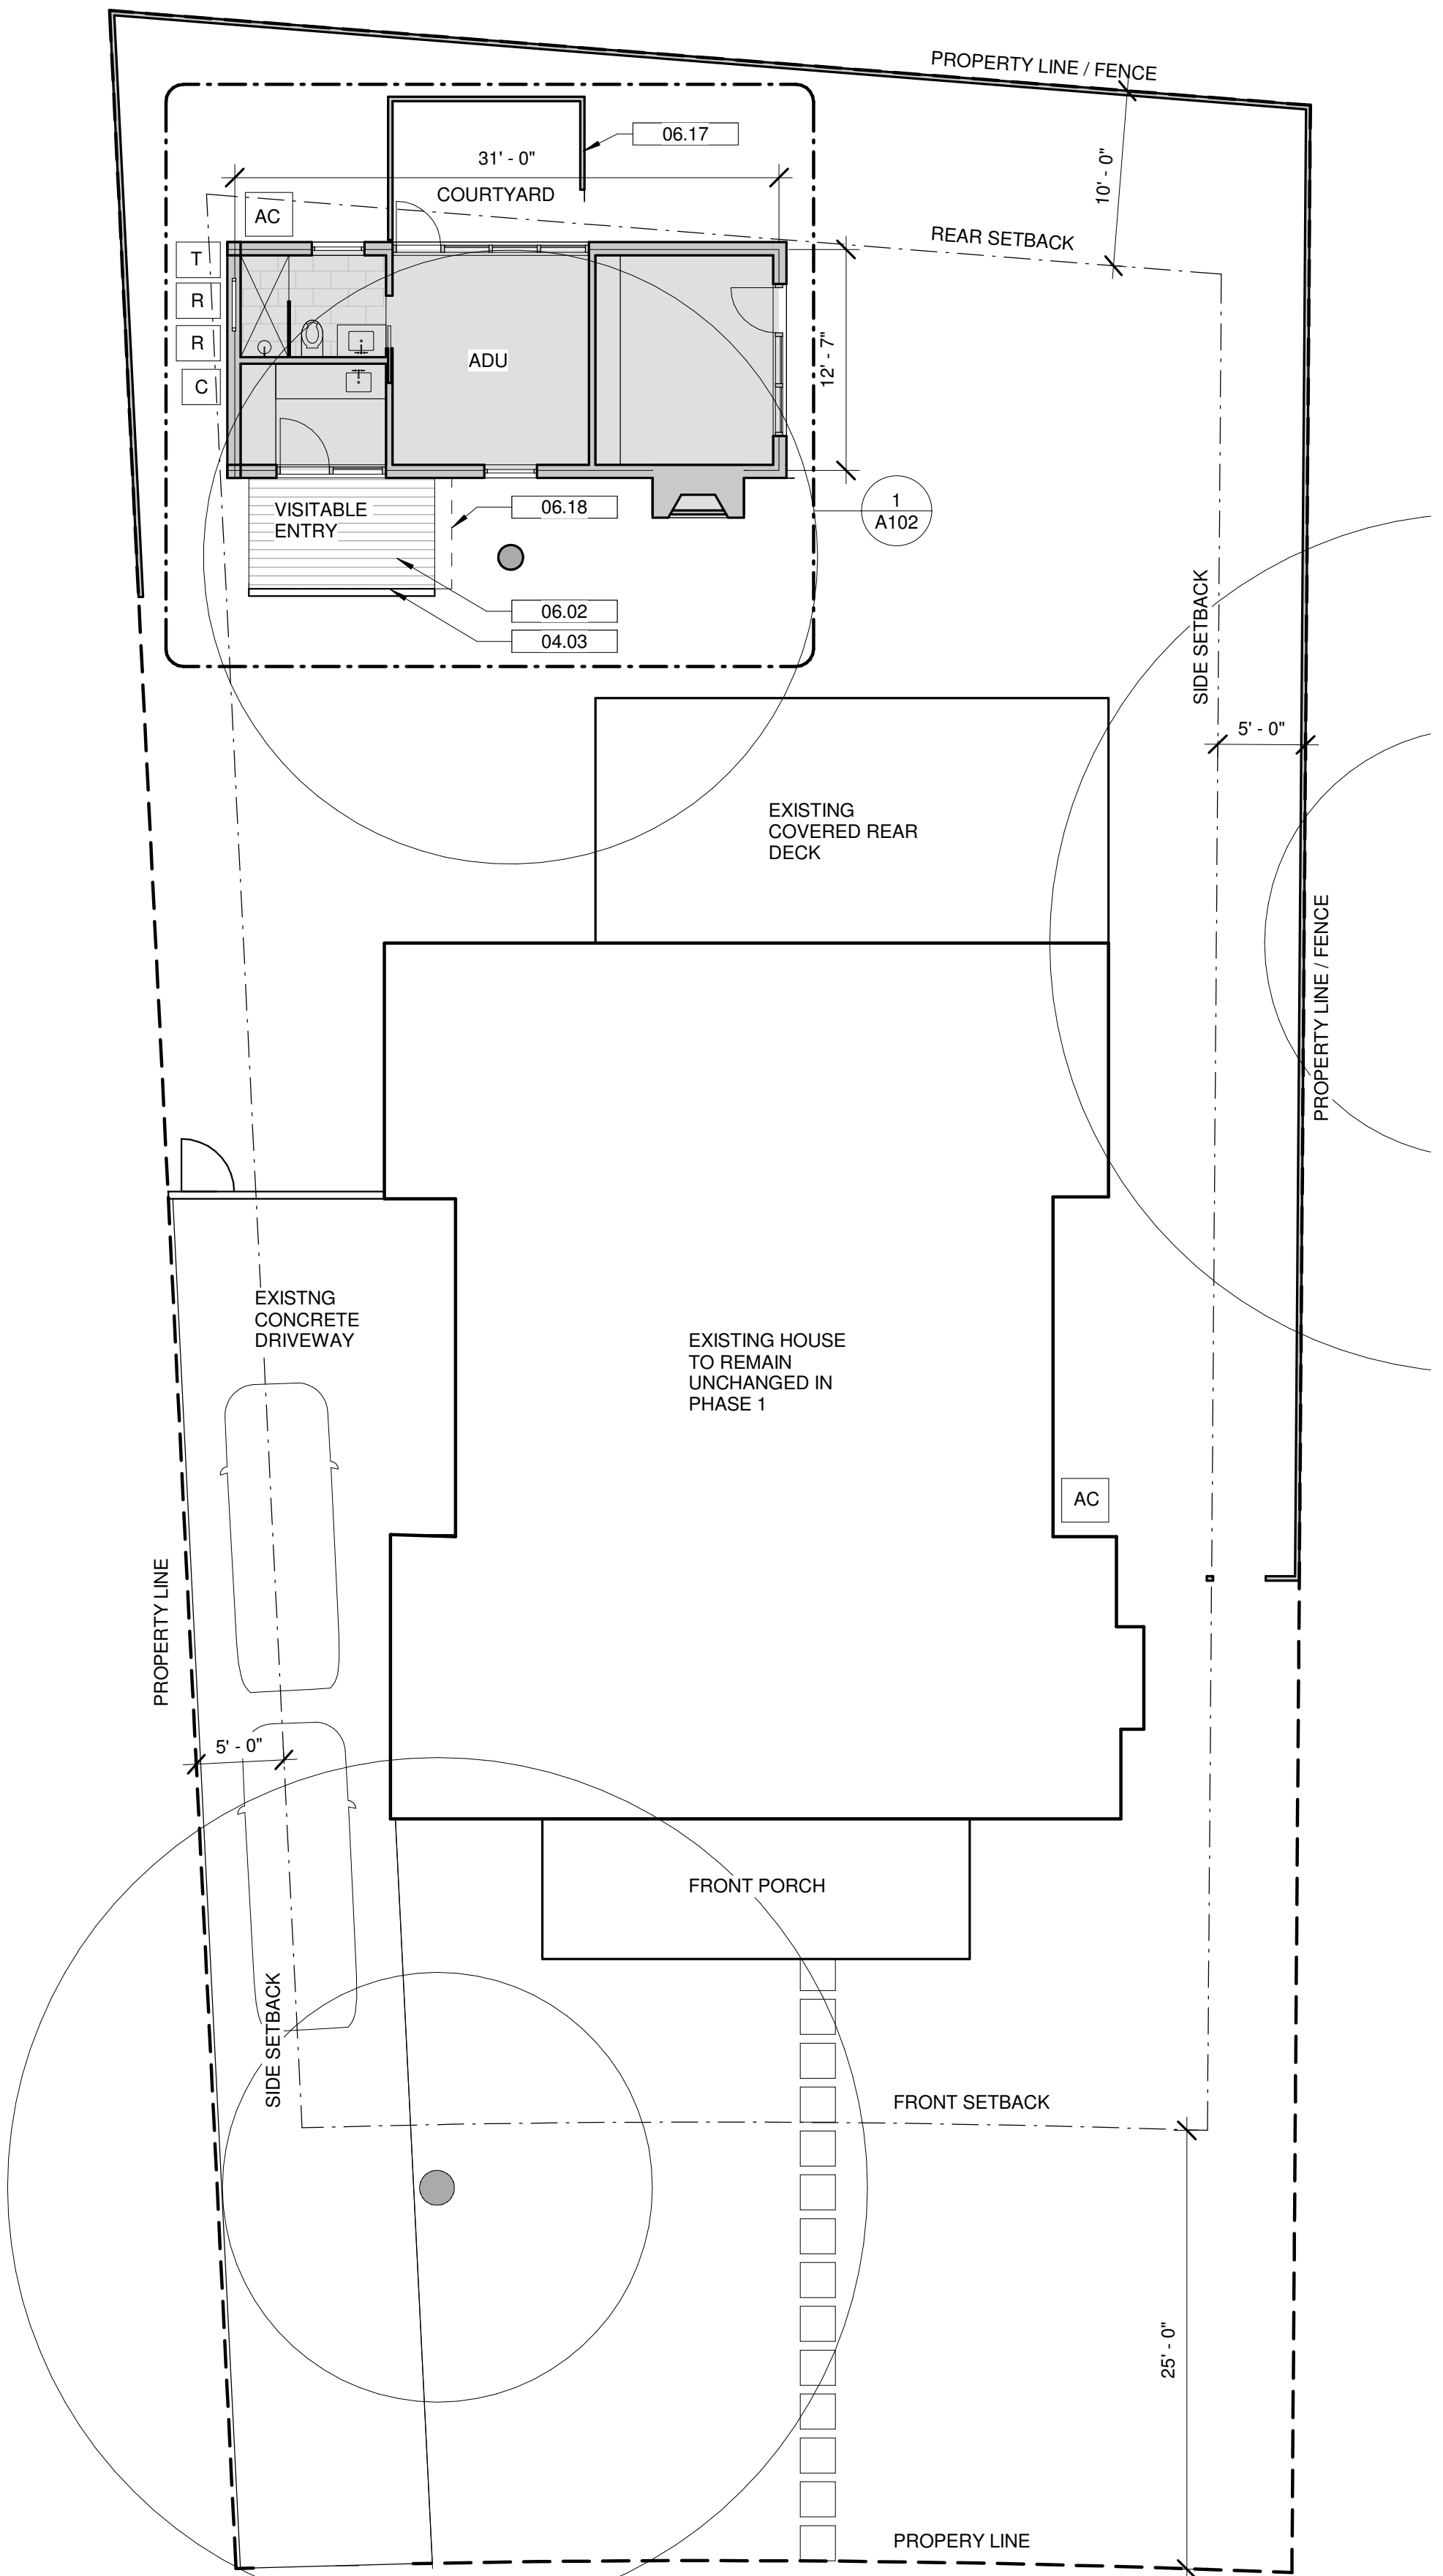 PROPERTY LINE / FENCE
06.17
31' - 0"
10' - 0"
COURTYARD
AC
REAR SETBACK
T
R
R
C
ADU
12' - 7"
VISITABLE
ENTRY
06.18
1
A102
06.02
04.03
SIDE SETBACK
5' - 0"
EXISTING
COVERED REAR
DECK
PROPERTY LINE / FENCE
EXISTNG
CONCRETE
DRIVEWAY
EXISTING HOUSE
TO REMAIN
UNCHANGED IN
PHASE 1
AC
PROPERTY LINE
5' - 0"
FRONT PORCH
SIDE SETBACK
FRONT SETBACK
25' - 0"
PROPERY LINE